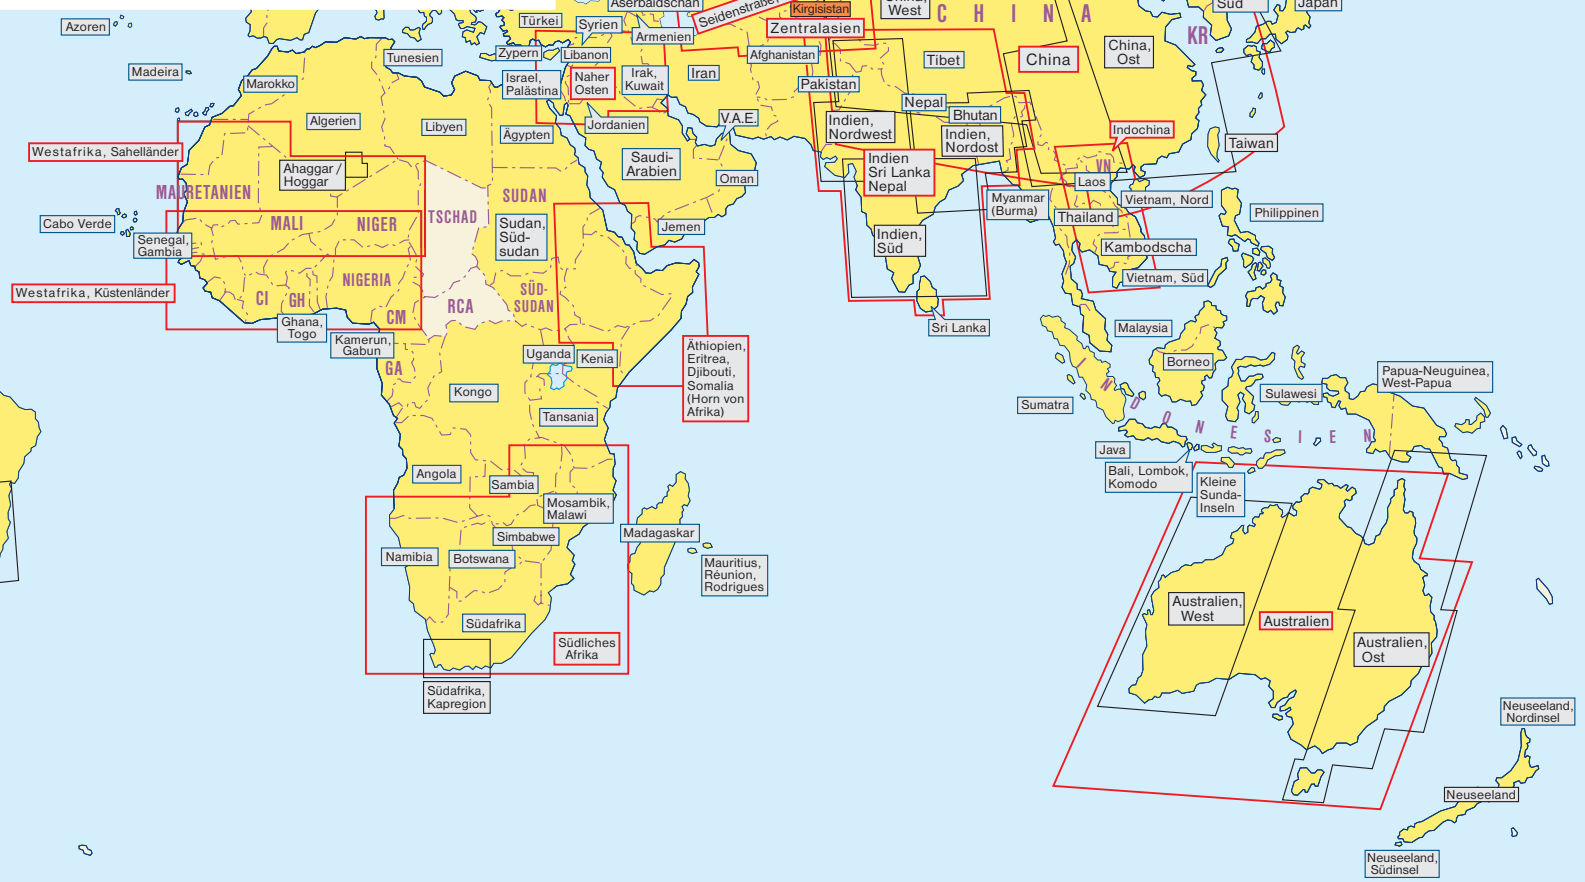 Aserbaidschan
Seidenstraße,
Kirgisistan
China,
West
C H I N A
Süd
Japan
Azoren
Türkei
Syrien
Armenien
Zentralasien
KR
Zypern
Libanon
Afghanistan
Tibet
China
China,
Ost
Tunesien
Madeira
Marokko
Israel,
Palästina
Naher
Osten
Irak,
Kuwait
Iran
Pakistan
Nepal
Bhutan
Algerien
Libyen
Ägypten
Jordanien
V.A.E.
Indien,
Nordwest
Indien,
Nordost
Indochina
Taiwan
Westafrika, Sahelländer
Ahaggar /
Hoggar
Saudi-
Arabien
Oman
Indien
Sri Lanka
Nepal
VN
Laos
MAURETANIEN
SUDAN
Myanmar
(Burma)
Vietnam, Nord
Cabo Verde
MALI
NIGER
TSCHAD
Sudan,
Süd-
sudan
Jemen
Thailand
Philippinen
Senegal,
Gambia
Indien,
Süd
Kambodscha
Westafrika, Küstenländer
CI
GH
NIGERIA
CM
RCA
SÜD-
SUDAN
Vietnam, Süd
Ghana,
Togo
Kamerun,
Gabun
Sri Lanka
Malaysia
GA
Uganda
Kenia
Äthiopien,
Eritrea,
Djibouti,
Somalia
(Horn von
Afrika)
Borneo
Papua-Neuguinea,
West-Papua
Kongo
Tansania
Sumatra
Sulawesi
I N D O N E S I E N
Java
Bali, Lombok,
Komodo
Kleine
Sunda-
Inseln
Angola
Sambia
Mosambik,
Malawi
Simbabwe
Madagaskar
Namibia
Botswana
Mauritius,
Réunion,
Rodrigues
Südafrika
Südliches
Afrika
Australien,
West
Australien
Australien,
Ost
Südafrika,
Kapregion
Neuseeland,
Nordinsel
Neuseeland
Neuseeland,
Südinsel